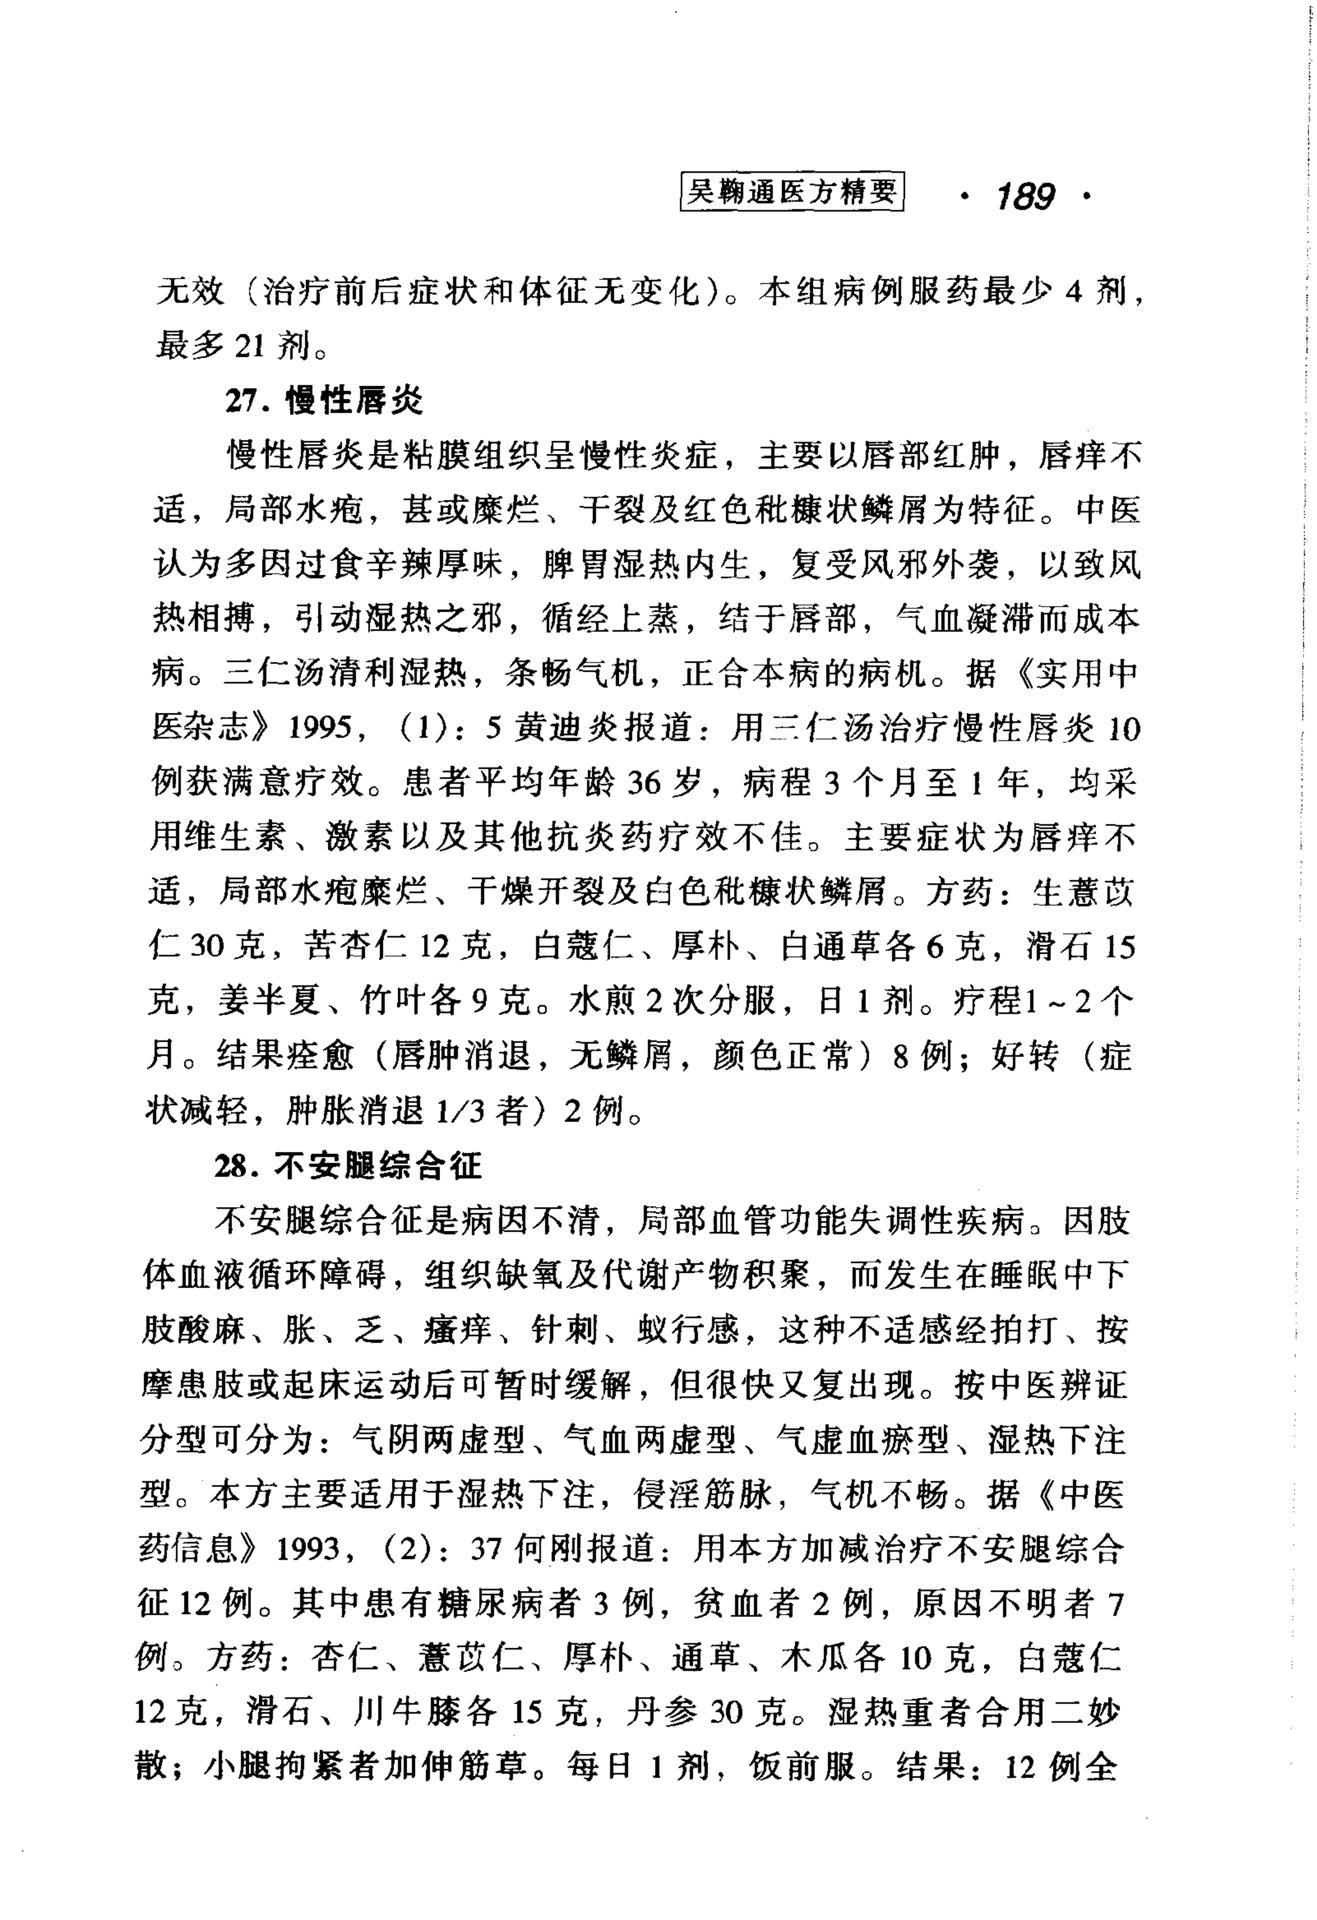 吴鞠通医方精要 · 189 ·
无效（治疗前后症状和体征无变化）。本组病例服药最少 4 剂，
最多 21 剂。
27. 慢性唇炎
慢性唇炎是粘膜组织呈慢性炎症，主要以唇部红肿，唇痒不
适，局部水疱，甚或糜烂、干裂及红色秕糠状鳞屑为特征。中医
认为多因过食辛辣厚味，脾胃湿热内生，复受风邪外袭，以致风
热相搏，引动湿热之邪，循经上蒸，结于唇部，气血凝滞而成本
病。三仁汤清利湿热，条畅气机，正合本病的病机。据《实用中
医杂志》1995，（1）：5 黄迪炎报道：用三仁汤治疗慢性唇炎 10
例获满意疗效。患者平均年龄 36 岁，病程 3 个月至 1 年，均采
用维生素、激素以及其他抗炎药疗效不佳。主要症状为唇痒不
适，局部水疱糜烂、干燥开裂及白色秕糠状鳞屑。方药：生薏苡
仁 30 克，苦杏仁 12 克，白蔻仁、厚朴、白通草各 6 克，滑石 15
克，姜半夏、竹叶各 9 克。水煎 2 次分服，日 1 剂。疗程1～2 个
月。结果痊愈（唇肿消退，无鳞屑，颜色正常）8 例；好转（症
状减轻，肿胀消退 1/3 者）2 例。
28. 不安腿综合征
不安腿综合征是病因不清，局部血管功能失调性疾病。因肢
体血液循环障碍，组织缺氧及代谢产物积聚，而发生在睡眠中下
肢酸麻、胀、乏、瘙痒、针刺、蚁行感，这种不适感经拍打、按
摩患肢或起床运动后可暂时缓解，但很快又复出现。按中医辨证
分型可分为：气阴两虚型、气血两虚型、气虚血瘀型、湿热下注
型。本方主要适用于湿热下注，侵淫筋脉，气机不畅。据《中医
药信息》1993，（2）：37 何刚报道：用本方加减治疗不安腿综合
征 12 例。其中患有糖尿病者 3 例，贫血者 2 例，原因不明者 7
例。方药：杏仁、薏苡仁、厚朴、通草、木瓜各 10 克，白蔻仁
12 克，滑石、川牛膝各 15 克，丹参 30 克。湿热重者合用二妙
散；小腿拘紧者加伸筋草。每日 1 剂，饭前服。结果：12 例全